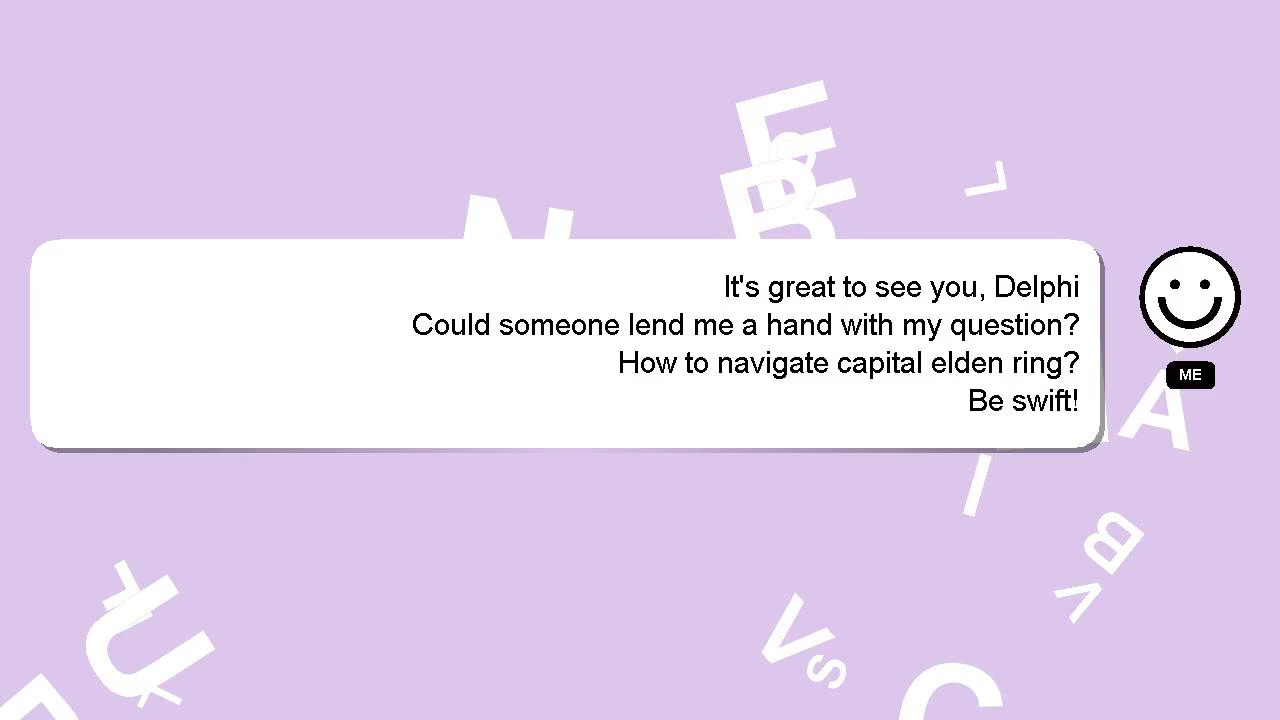 It's great to see you, Delphi
Could someone lend me a hand with my question?
How to navigate capital elden ring?
Be swift!
ME
E
R
N
L
A
I
B
V
V
S
C
U